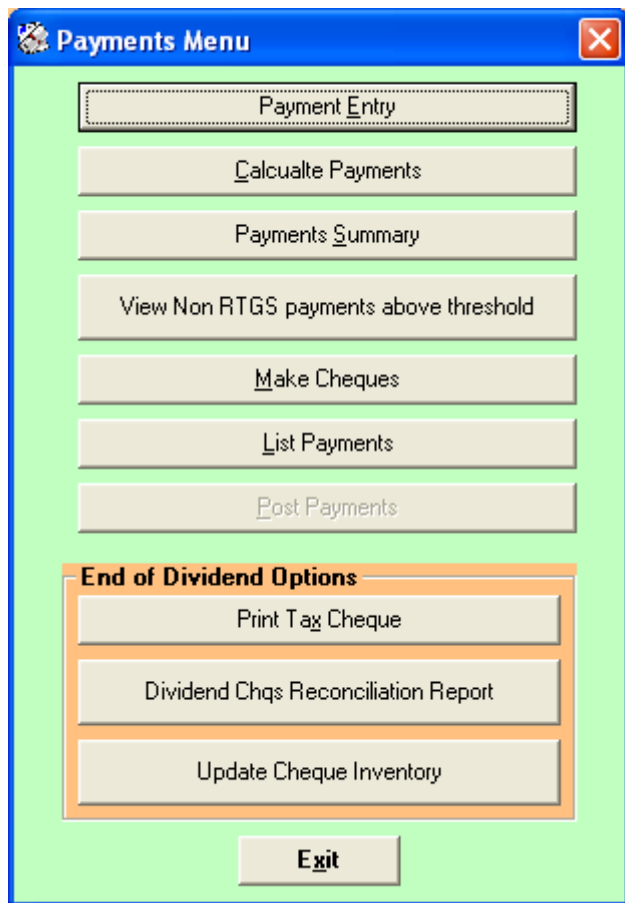 Payments Menu
Payment Entry
Calcualte Payments
Payments Summary
View Non RTGS payments above threshold
Make Cheques
List Payments
Post Payments
End of Dividend Options
Print Tax Cheque
Dividend Chqs Reconciliation Report
Update Cheque Inventory
Exit